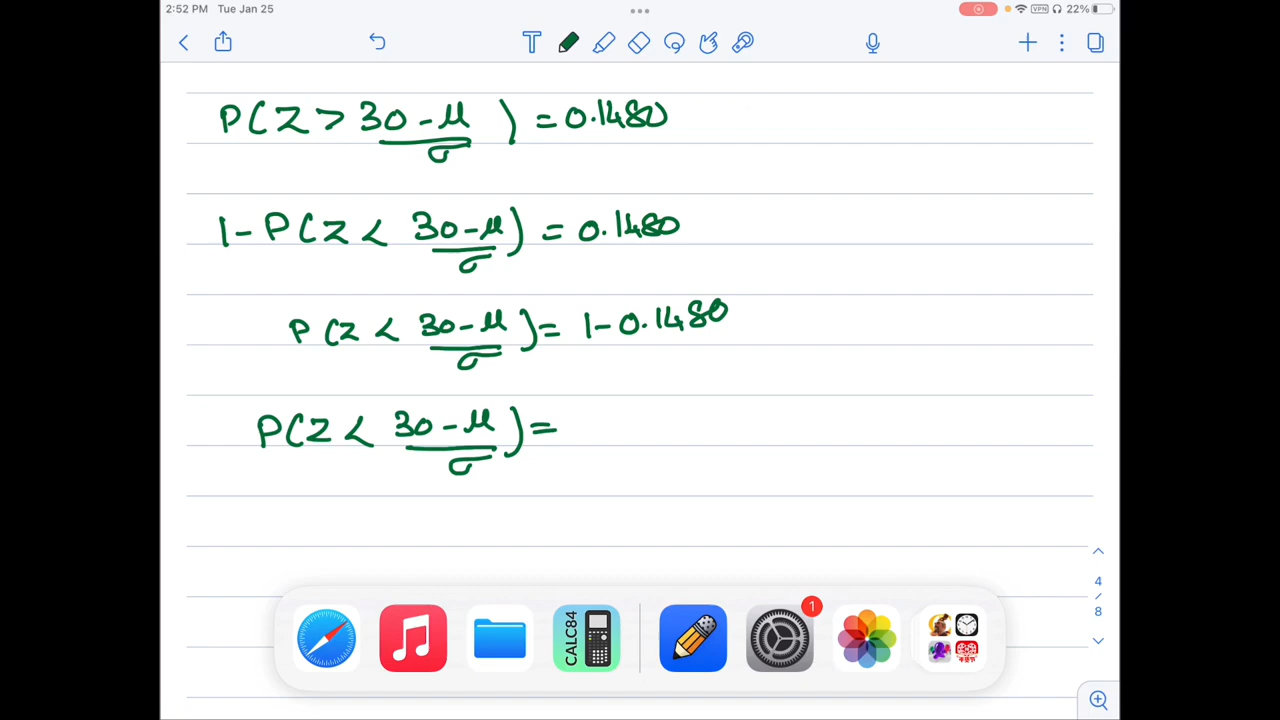 2:52 PM Tue Jan 25
VPN 22%
P(Z > 30-μ/σ) = 0.1480
1-P(Z < 30-μ/σ) = 0.1480
P(Z < 30-μ/σ) = 1-0.1480
P(Z < 30-μ/σ) =
4
/
8
CALC84
1